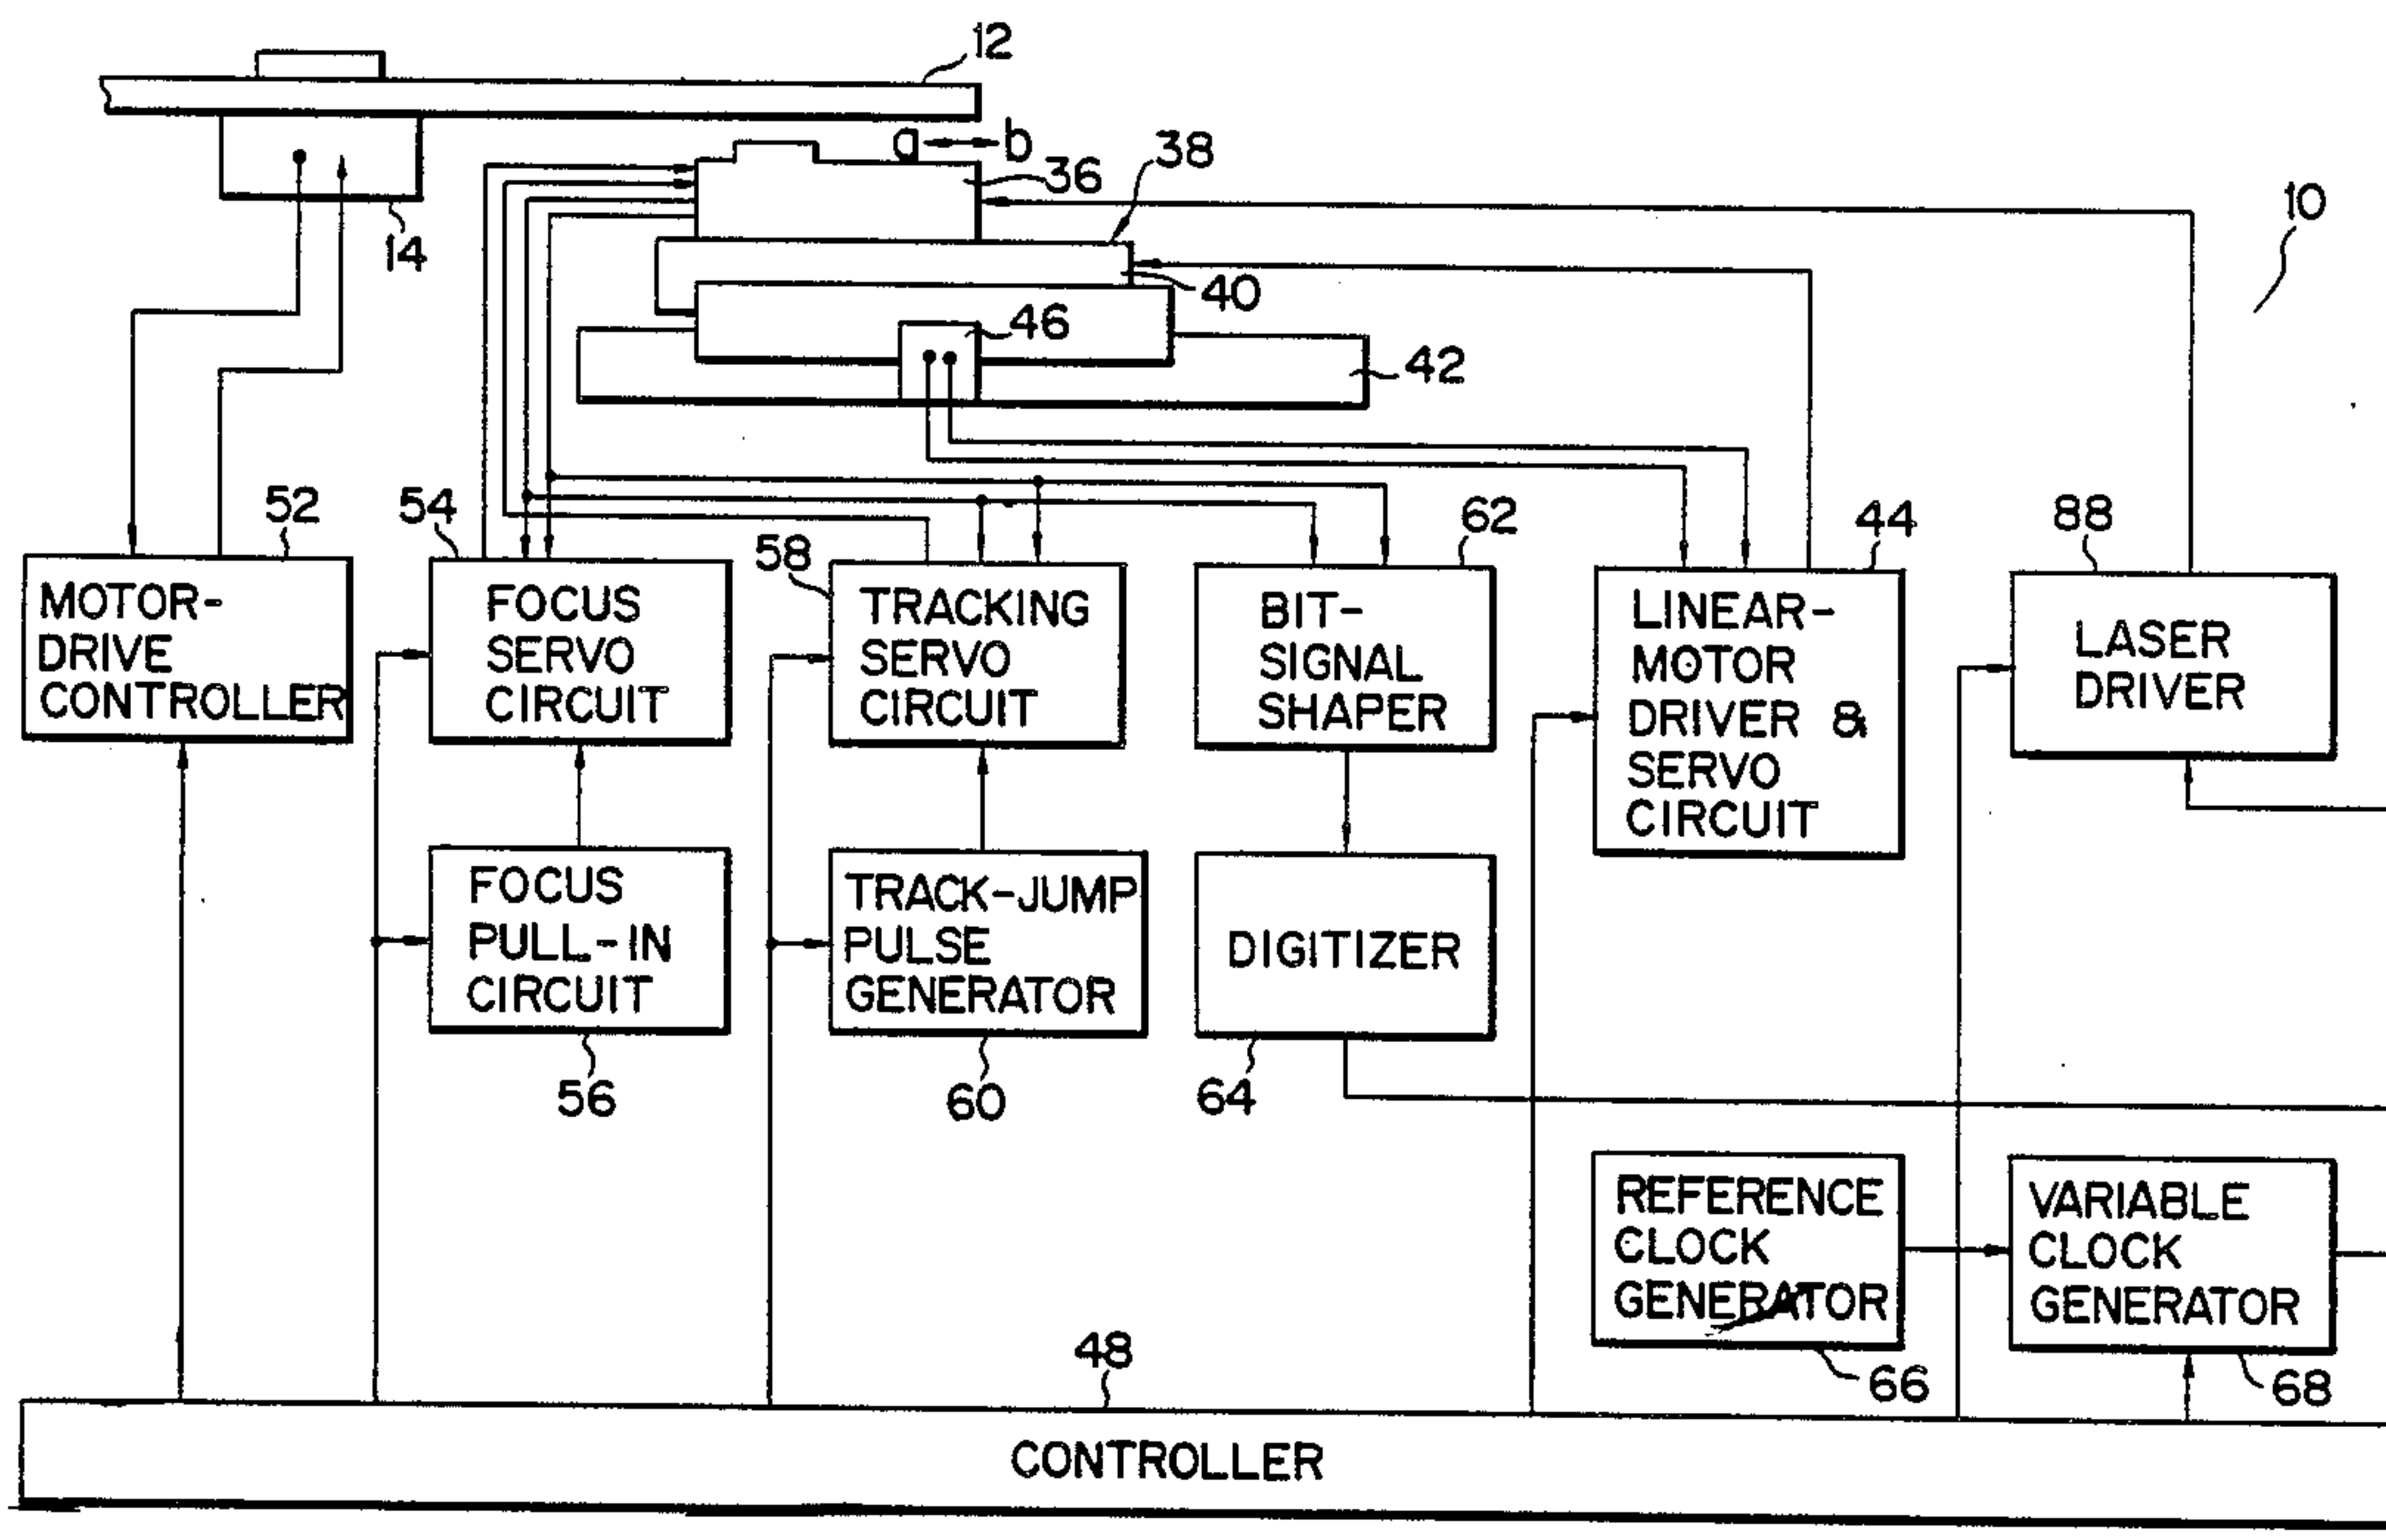 12
a b
36
38
10
14
40
46
42
52
54
58
62
44
88
MOTOR-
DRIVE
CONTROLLER
FOCUS
SERVO
CIRCUIT
TRACKING
SERVO
CIRCUIT
BIT-
SIGNAL
SHAPER
LINEAR-
MOTOR
DRIVER &
SERVO
CIRCUIT
LASER
DRIVER
FOCUS
PULL-IN
CIRCUIT
TRACK-JUMP
PULSE
GENERATOR
DIGITIZER
56
60
64
REFERENCE
CLOCK
GENERATOR
VARIABLE
CLOCK
GENERATOR
66
68
48
CONTROLLER